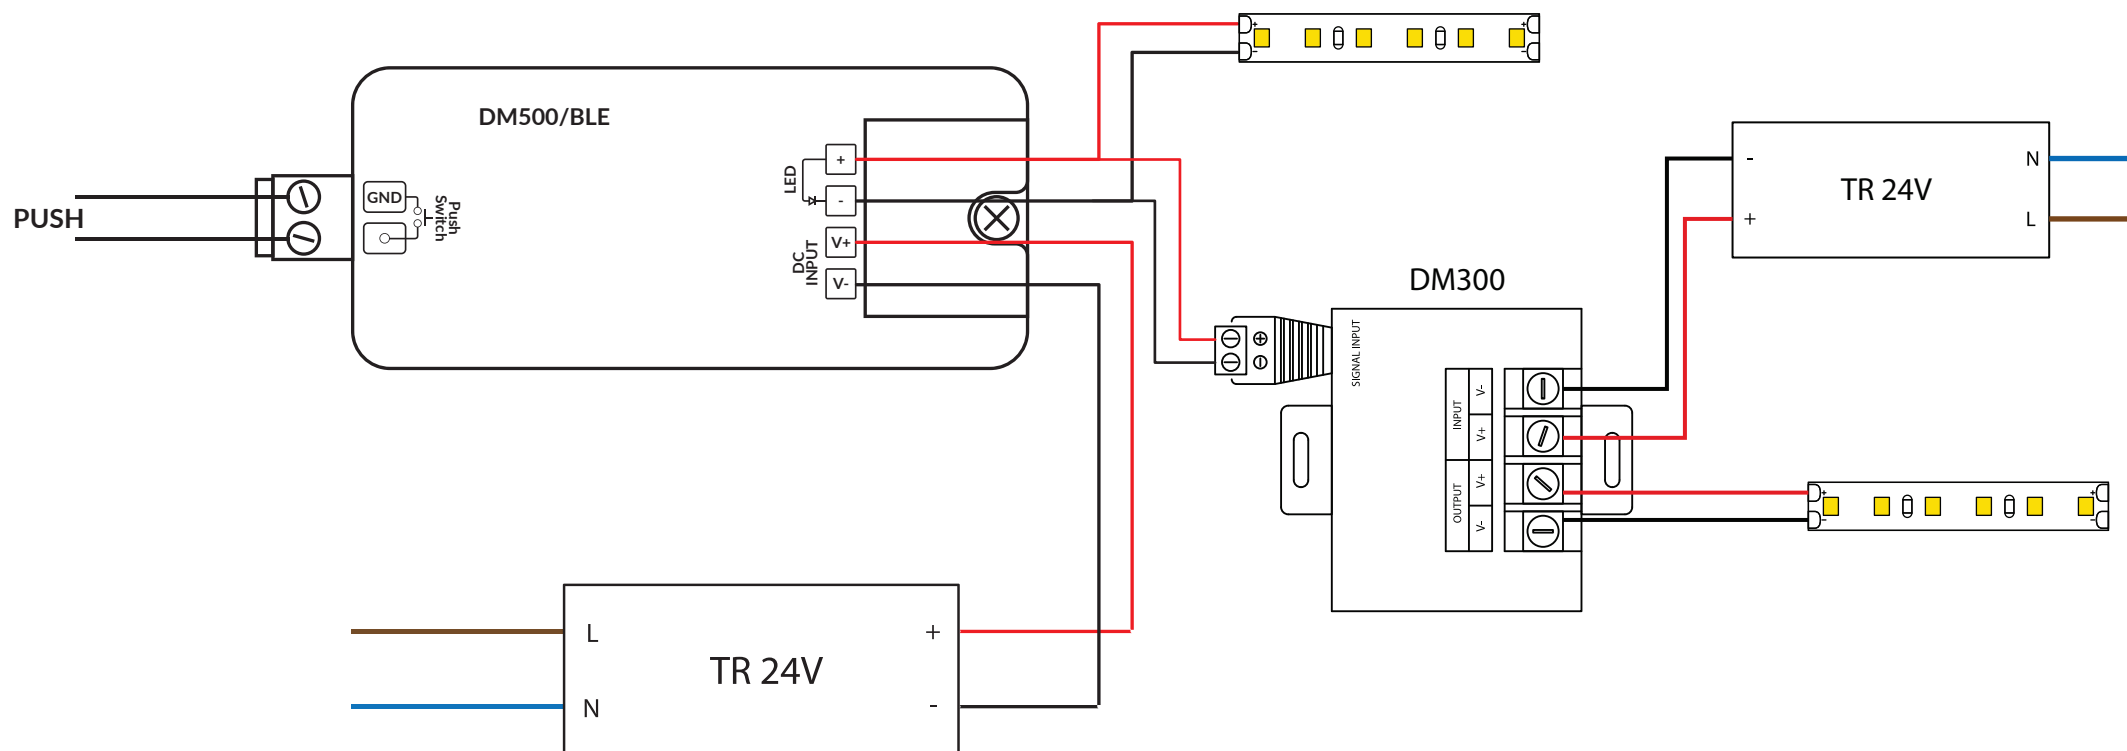 DM500/BLE
PUSH
GND
Push
Switch
LED
+
-
DC
INPUT
V+
V-
+
-
+
-
TR 24V
-
+
N
L
DM300
SIGNAL INPUT
+
-
INPUT
V-
V+
OUTPUT
V+
V-
+
-
+
-
TR 24V
L
N
+
-